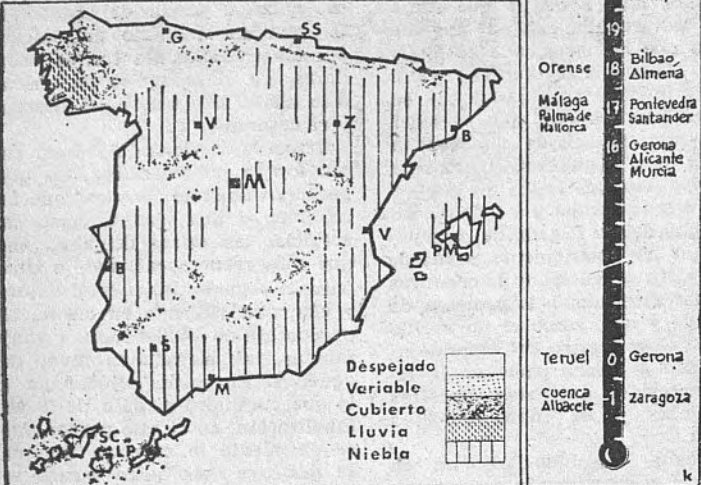 C
G
SS
V
Z
B
M
V
PM
B
S
M
SC
LP
Despejado
Variable
Cubierto
Lluvia
Niebla
19
Orense 18 Bilbao
Almería
Málaga 17 Pontevedra
Palma de Santander
Mallorca
16 Gerona
Alicante
Murcia
Teruel 0 Gerona
Cuenca -1 Zaragoza
Albacete
k